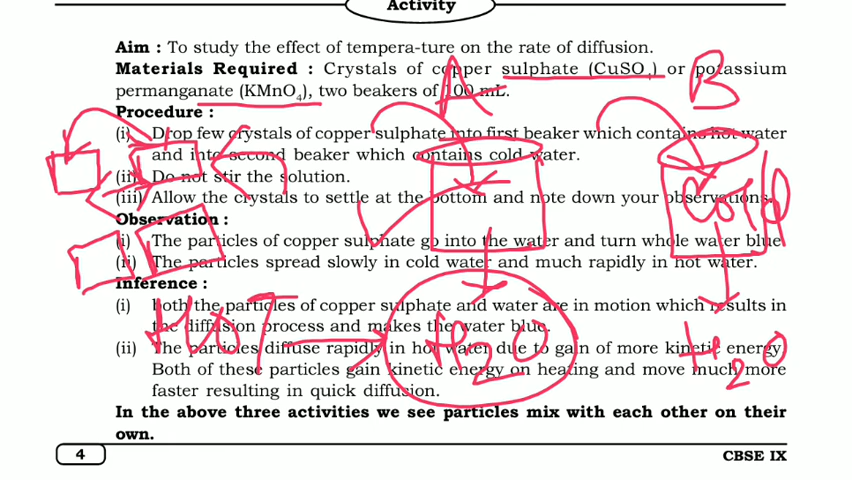 Activity
Aim : To study the effect of tempera-ture on the rate of diffusion.
Materials Required : Crystals of copper sulphate (CuSO4) or potassium
permanganate (KMnO4), two beakers of 100 mL.
A
B
Procedure :
(i) Drop few crystals of copper sulphate into first beaker which contains hot water
and into second beaker which contains cold water.
(ii) Do not stir the solution.
(iii) Allow the crystals to settle at the bottom and note down your observations.
cold
Observation :
(i) The particles of copper sulphate go into the water and turn whole water blue.
(ii) The particles spread slowly in cold water and much rapidly in hot water.
Inference :
(i) both the particles of copper sulphate and water are in motion which results in
the diffusion process and makes the water blue.
HOT
H2O
H2O
(ii) The particles diffuse rapidly in hot water due to gain of more kinetic energy.
Both of these particles gain kinetic energy on heating and move much more
faster resulting in quick diffusion.
In the above three activities we see particles mix with each other on their
own.
4
CBSE IX